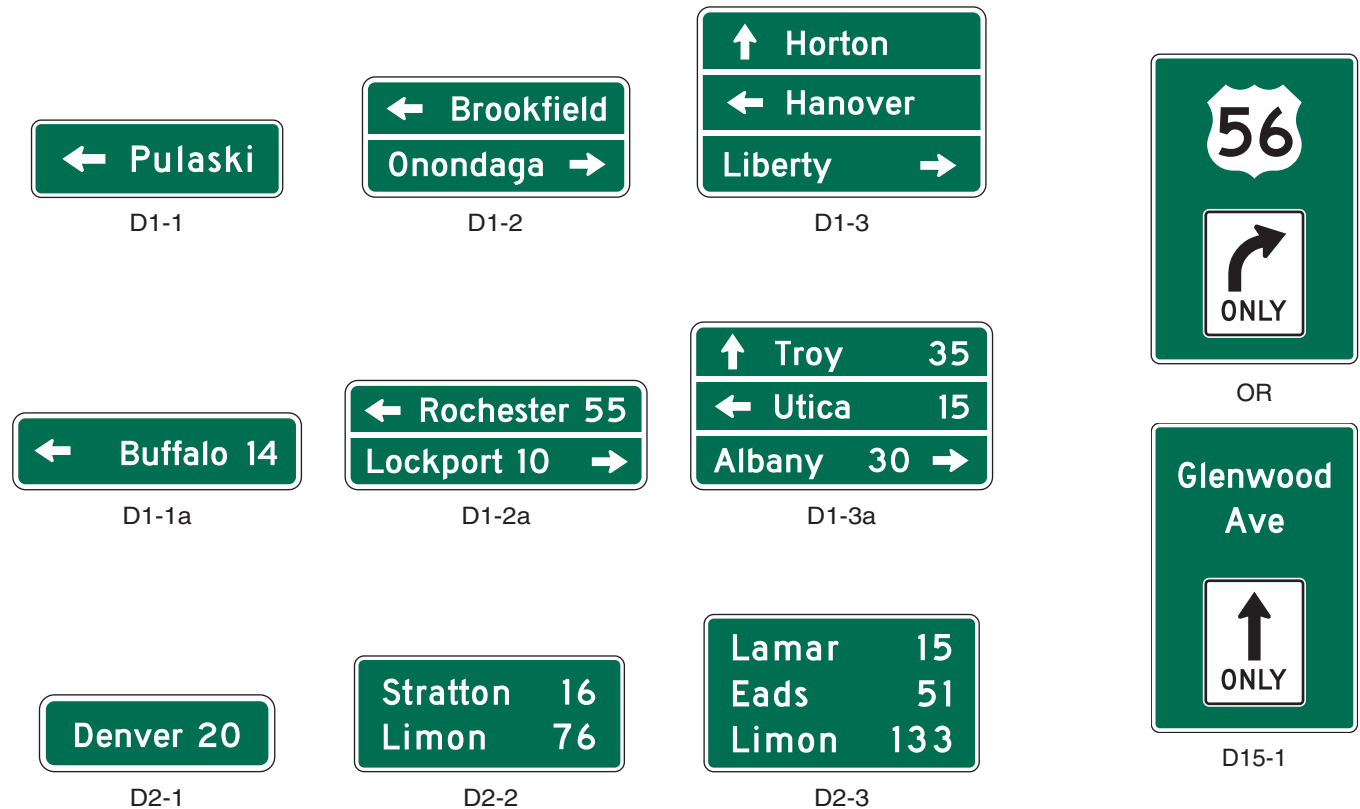 ← Pulaski
D1-1
← Brookfield
Onondaga →
D1-2
↑ Horton
← Hanover
Liberty →
D1-3
← Buffalo 14
D1-1a
← Rochester 55
Lockport 10 →
D1-2a
↑ Troy 35
← Utica 15
Albany 30 →
D1-3a
Denver 20
D2-1
Stratton 16
Limon 76
D2-2
Lamar 15
Eads 51
Limon 133
D2-3
56
ONLY
OR
Glenwood
Ave
ONLY
D15-1